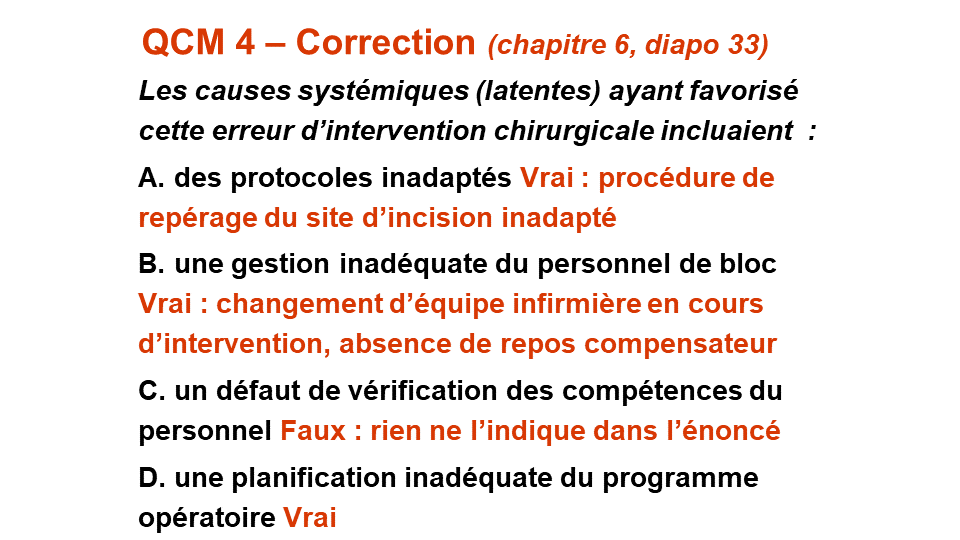 QCM 4 – Correction (chapitre 6, diapo 33)
Les causes systémiques (latentes) ayant favorisé
cette erreur d’intervention chirurgicale incluaient :
A. des protocoles inadaptés Vrai : procédure de
repérage du site d’incision inadapté
B. une gestion inadéquate du personnel de bloc
Vrai : changement d’équipe infirmière en cours
d’intervention, absence de repos compensateur
C. un défaut de vérification des compétences du
personnel Faux : rien ne l’indique dans l’énoncé
D. une planification inadéquate du programme
opératoire Vrai